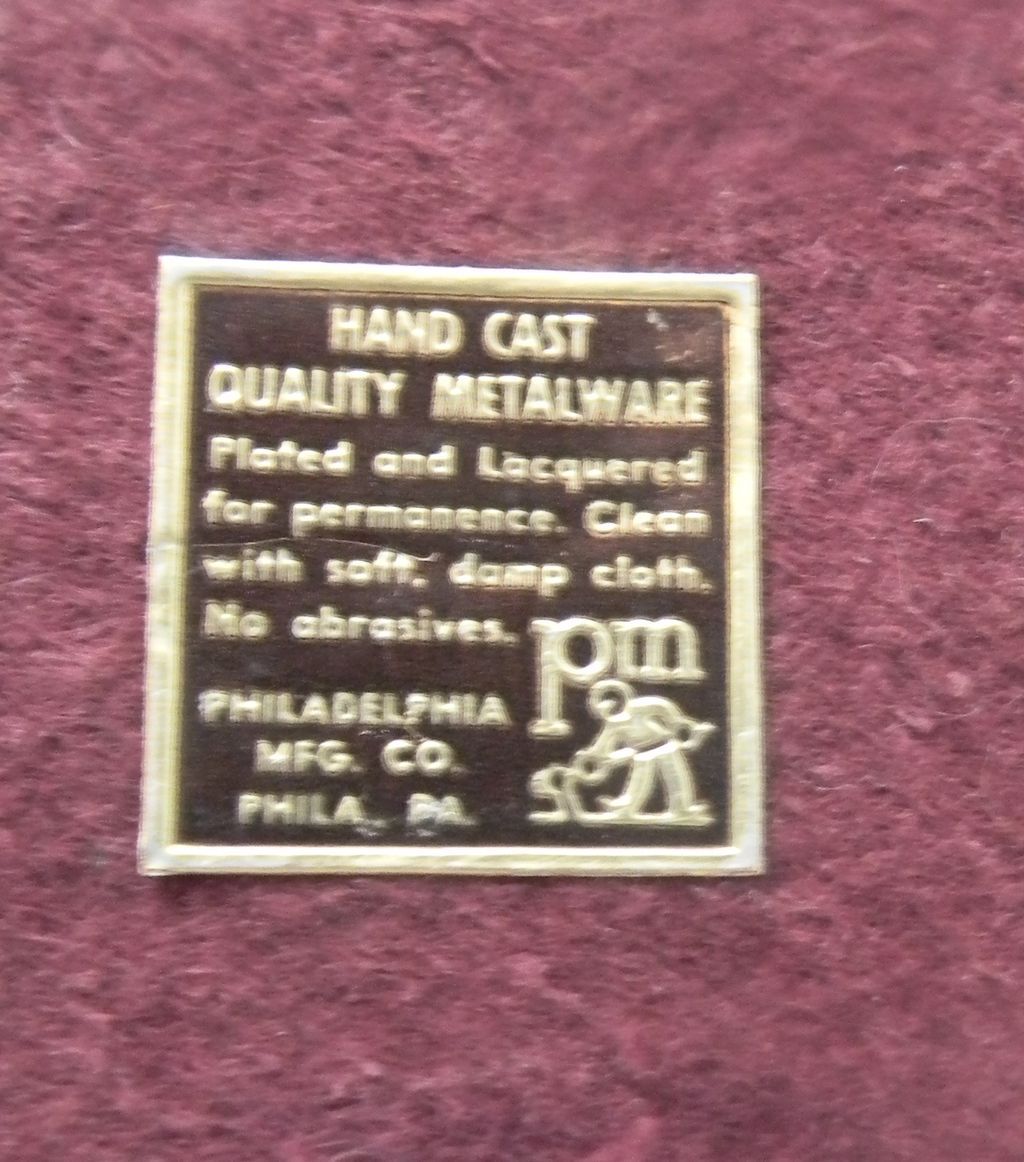 HAND CAST
QUALITY METALWARE
Plated and Lacquered
for permanence. Clean
with soft, damp cloth.
No abrasives.
pm
PHILADELPHIA
MFG. CO.
PHILA., PA.